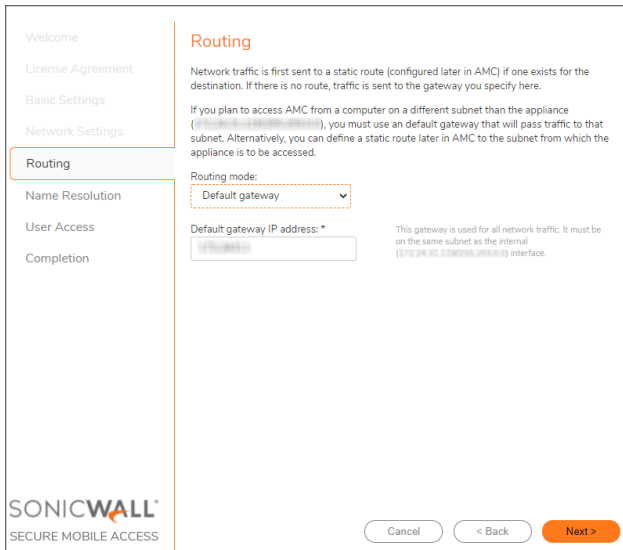 Welcome
License Agreement
Basic Settings
Network Settings
Routing
Name Resolution
User Access
Completion
Routing
Network traffic is first sent to a static route (configured later in AMC) if one exists for the
destination. If there is no route, traffic is sent to the gateway you specify here.
If you plan to access AMC from a computer on a different subnet than the appliance
( ), you must use an default gateway that will pass traffic to that
subnet. Alternatively, you can define a static route later in AMC to the subnet from which the
appliance is to be accessed.
Routing mode:
Default gateway
Default gateway IP address: *
This gateway is used for all network traffic. It must be
on the same subnet as the internal
( ) interface.
SONICWALL
SECURE MOBILE ACCESS
Cancel
< Back
Next >